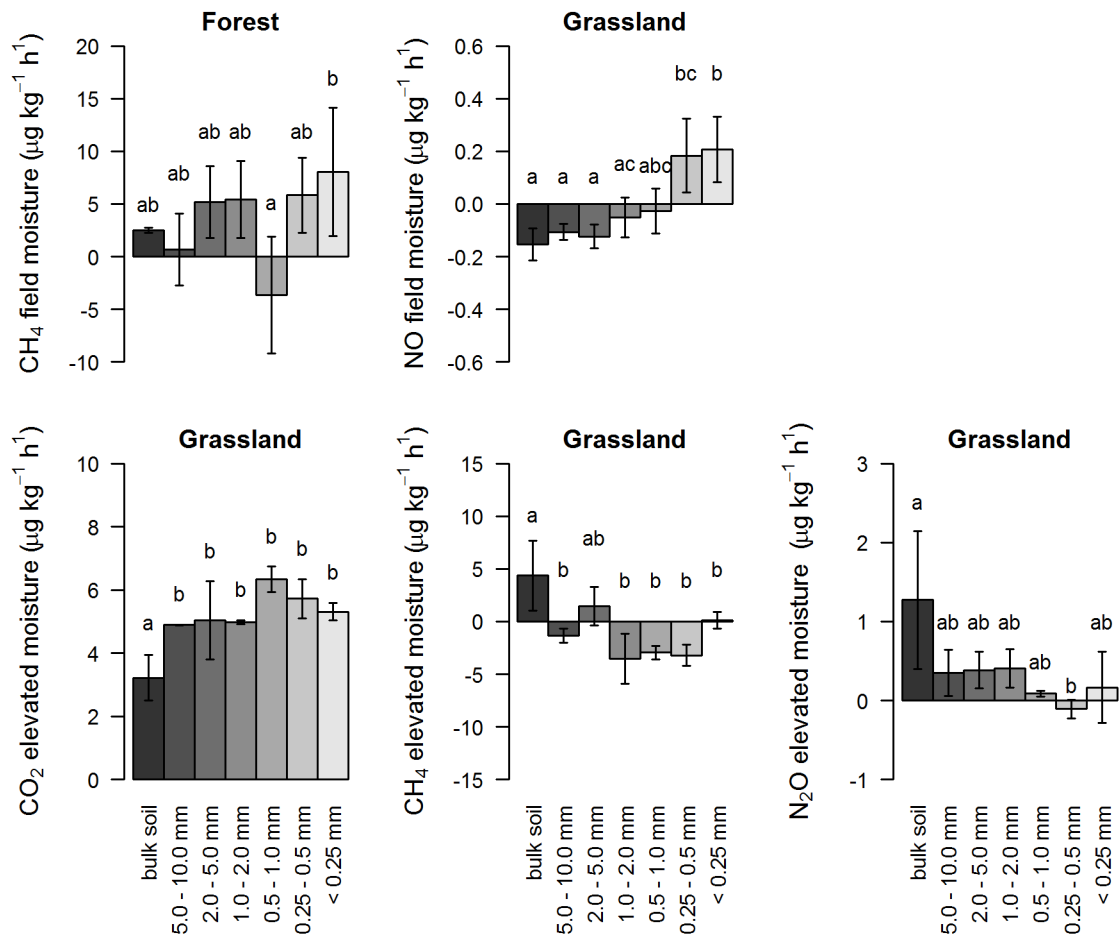 Forest
CH₄ field moisture (μg kg⁻¹ h¹)
20
15
10
5
0
-5
-10
ab
ab
ab
ab
a
ab
b
Grassland
NO field moisture (μg kg⁻¹ h¹)
0.6
0.4
0.2
0.0
-0.2
-0.4
-0.6
a
a
a
ac
abc
bc
b
Grassland
CO₂ elevated moisture (μg kg⁻¹ h¹)
10
8
6
4
2
0
a
b
b
b
b
b
b
bulk soil
5.0 - 10.0 mm
2.0 - 5.0 mm
1.0 - 2.0 mm
0.5 - 1.0 mm
0.25 - 0.5 mm
< 0.25 mm
Grassland
CH₄ elevated moisture (μg kg⁻¹ h¹)
15
10
5
0
-5
-10
-15
a
b
ab
b
b
b
b
bulk soil
5.0 - 10.0 mm
2.0 - 5.0 mm
1.0 - 2.0 mm
0.5 - 1.0 mm
0.25 - 0.5 mm
< 0.25 mm
Grassland
N₂O elevated moisture (μg kg⁻¹ h¹)
3
2
1
0
-1
a
ab
ab
ab
ab
b
ab
bulk soil
5.0 - 10.0 mm
2.0 - 5.0 mm
1.0 - 2.0 mm
0.5 - 1.0 mm
0.25 - 0.5 mm
< 0.25 mm